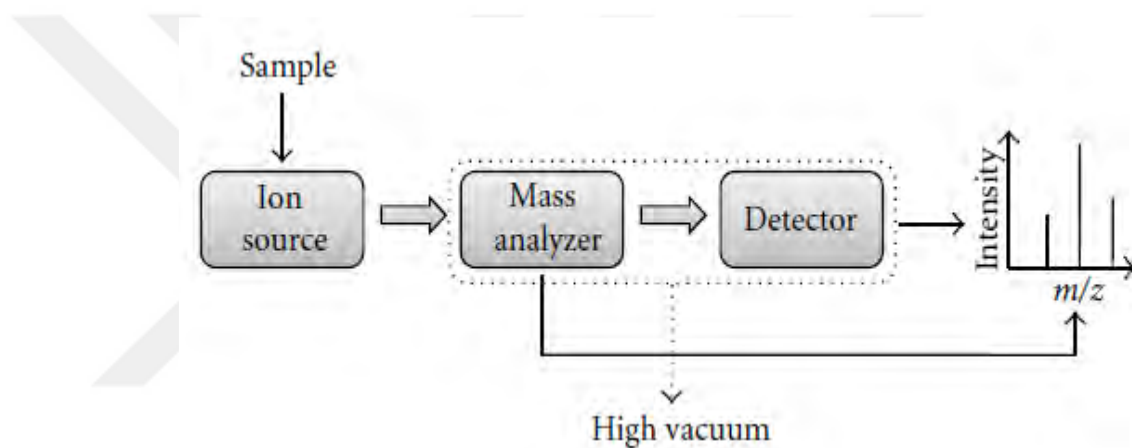 Sample
Ion
source
Mass
analyzer
Detector
Intensity
m/z
High vacuum